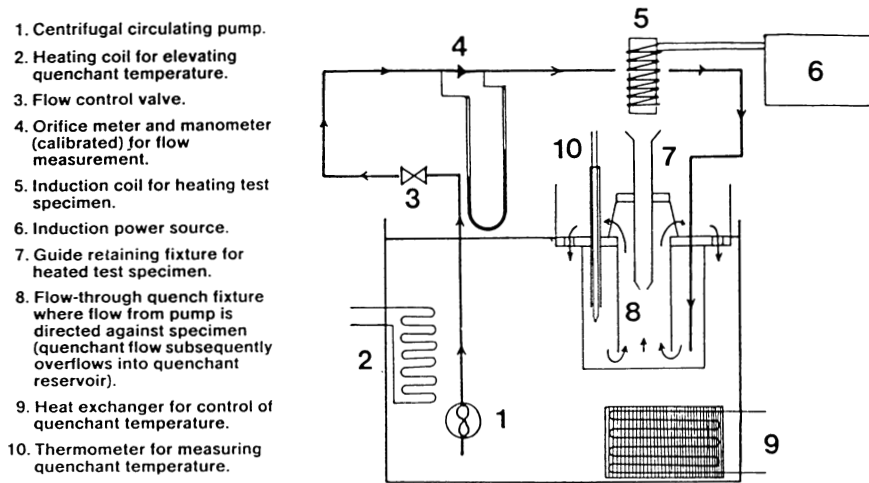 1. Centrifugal circulating pump.
2. Heating coil for elevating
quenchant temperature.
3. Flow control valve.
4. Orifice meter and manometer
(calibrated) for flow
measurement.
5. Induction coil for heating test
specimen.
6. Induction power source.
7. Guide retaining fixture for
heated test specimen.
8. Flow-through quench fixture
where flow from pump is
directed against specimen
(quenchant flow subsequently
overflows into quenchant
reservoir).
9. Heat exchanger for control of
quenchant temperature.
10. Thermometer for measuring
quenchant temperature.
5
4
6
10
7
3
8
2
1
9